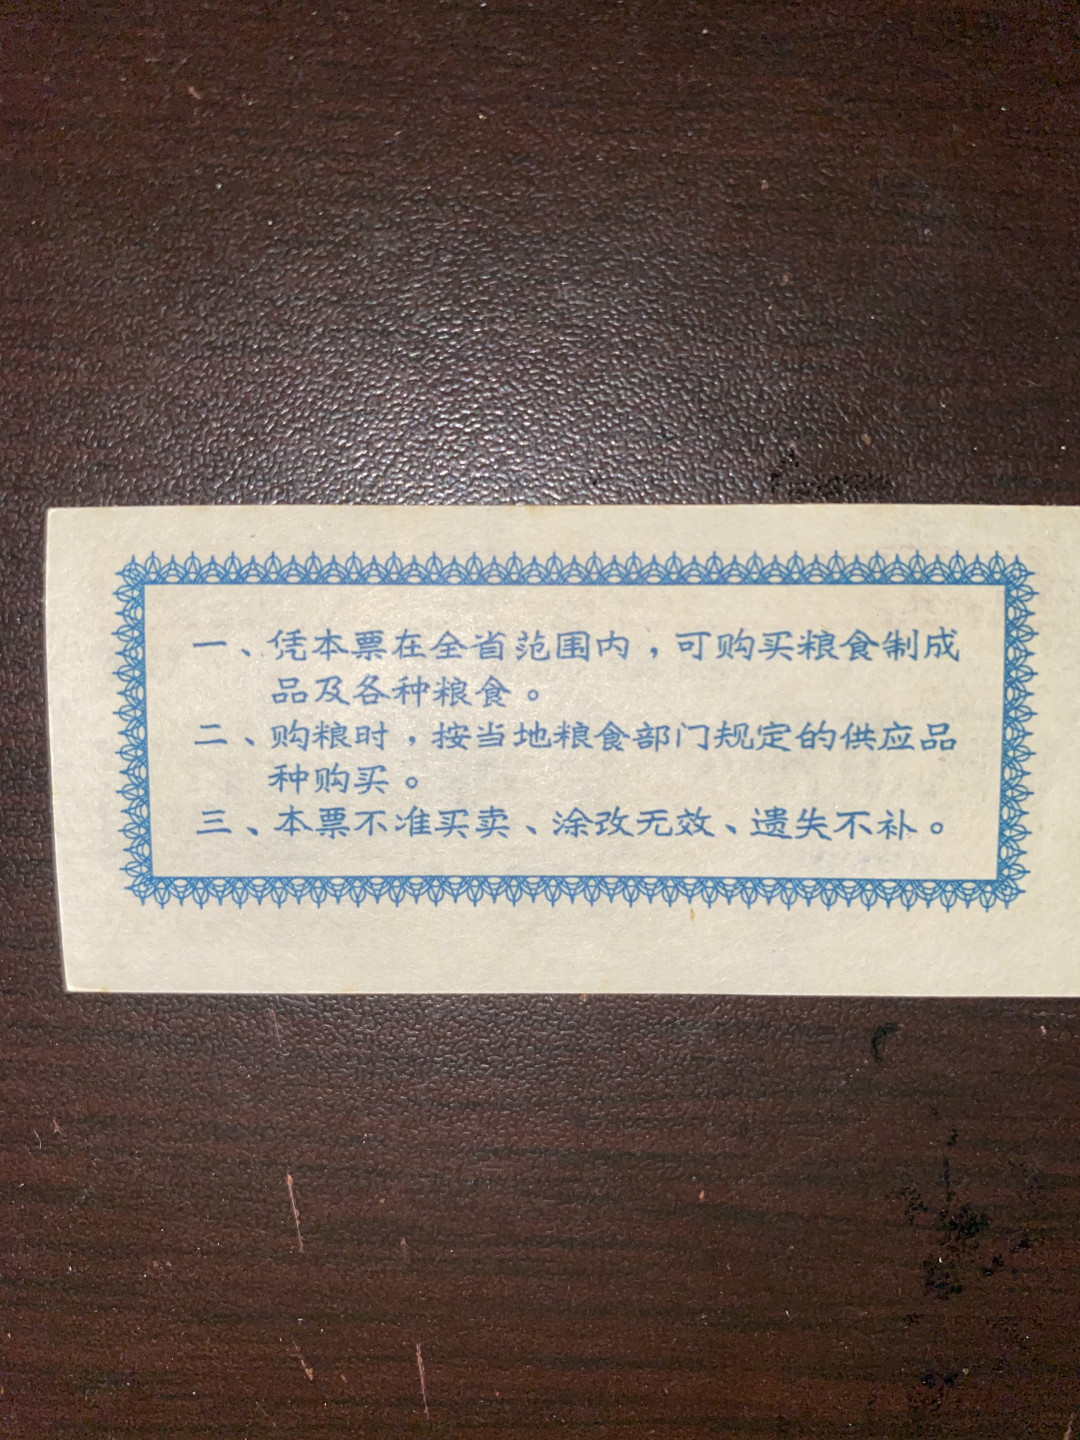 一、凭本票在全省范围内，可购买粮食制成
品及各种粮食。
二、购粮时，按当地粮食部门规定的供应品
种购买。
三、本票不准买卖、涂改无效、遗失不补。